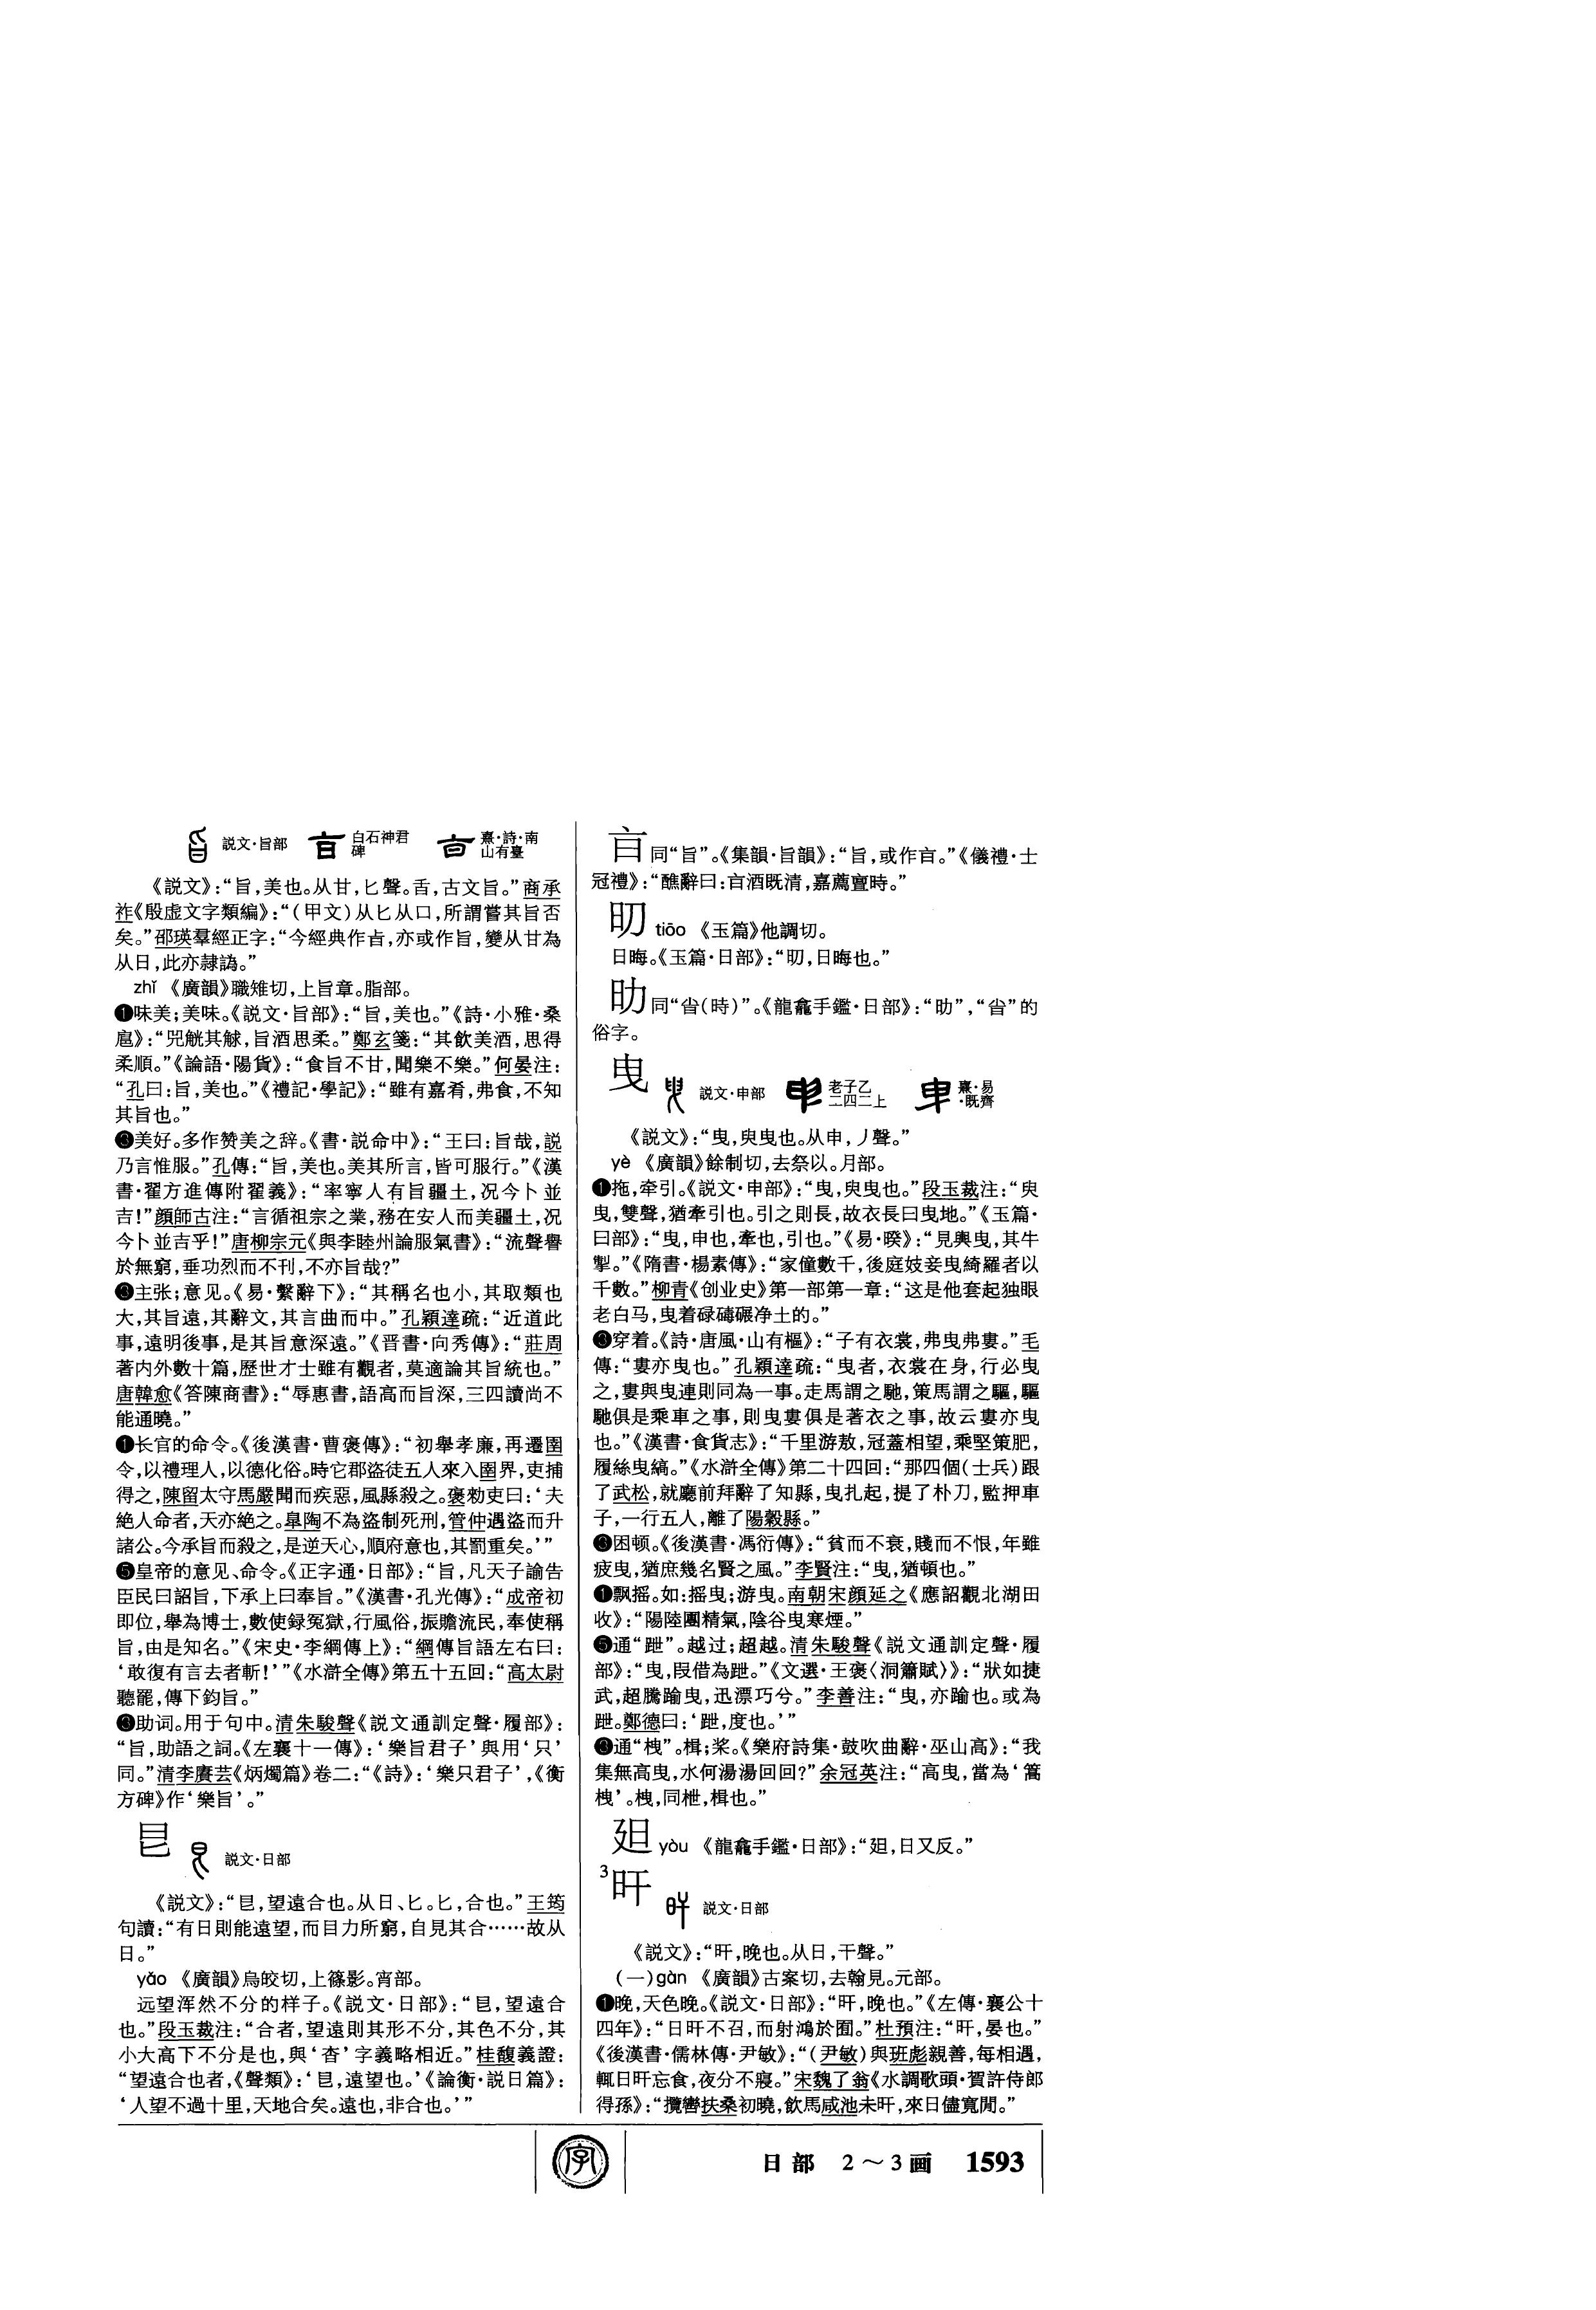 説文·旨部
白石神君
碑
熹·詩·南
山有臺
《説文》：“旨，美也。从甘，匕聲。𠤔，古文旨。”商承
祚《殷虚文字類編》：“（甲文）从匕从口，所謂嘗其旨否
矣。”邵瑛羣經正字：“今經典作㫖，亦或作旨，變从甘為
从日，此亦隷譌。”
zhǐ 《廣韻》職雉切，上旨章。脂部。
❶味美；美味。《説文·旨部》：“旨，美也。”《詩·小雅·桑
扈》：“兕觥其觩，旨酒思柔。”鄭玄箋：“其飲美酒，思得
柔順。”《論語·陽貨》：“食旨不甘，聞樂不樂。”何晏注：
“孔曰：旨，美也。”《禮記·學記》：“雖有嘉肴，弗食，不知
其旨也。”
美好。多作赞美之辞。《書·説命中》：“王曰：旨哉，説
乃言惟服。”孔傳：“旨，美也。美其所言，皆可服行。”《漢
書·翟方進傳附翟義》：“率寧人有旨疆土，况今卜並
吉！”顔師古注：“言循祖宗之業，務在安人而美疆土，况
今卜並吉乎！”唐柳宗元《與李睦州論服氣書》：“流聲譽
於無窮，垂功烈而不刊，不亦旨哉？”
❸主张；意见。《易·繫辭下》：“其稱名也小，其取類也
大，其旨遠，其辭文，其言曲而中。”孔穎達疏：“近道此
事，遠明後事，是其旨意深遠。”《晋書·向秀傳》：“莊周
著内外數十篇，歷世才士雖有觀者，莫適論其旨統也。”
唐韓愈《答陳商書》：“辱惠書，語高而旨深，三四讀尚不
能通曉。”
长官的命令。《後漢書·曹褒傳》：“初舉孝廉，再遷圉
令，以禮理人，以德化俗。時它郡盜徒五人來入圉界，吏捕
得之，陳留太守馬嚴聞而疾惡，風縣殺之。褒勑吏曰：‘夫
絶人命者，天亦絶之。臯陶不為盜制死刑，管仲遇盜而升
諸公。今承旨而殺之，是逆天心，順府意也，其罰重矣。’”
❺皇帝的意见、命令。《正字通·日部》：“旨，凡天子諭告
臣民曰詔旨，下承上曰奉旨。”《漢書·孔光傳》：“成帝初
即位，舉為博士，數使録冤獄，行風俗，振贍流民，奉使稱
旨，由是知名。”《宋史·李綱傳上》：“綱傳旨語左右曰：
‘敢復有言去者斬！’”《水滸全傳》第五十五回：“高太尉
聽罷，傳下鈞旨。”
助词。用于句中。清朱駿聲《説文通訓定聲·履部》：
“旨，助語之詞。《左襄十一傳》：‘樂旨君子’與用‘只’
同。”清李賡芸《炳燭篇》卷二：“《詩》：‘樂只君子’，《衡
方碑》作‘樂旨’。”
㫐 説文·日部
《説文》：“㫐，望遠合也。从日、匕。匕，合也。”王筠
句讀：“有日則能遠望，而目力所窮，自見其合……故从
日。”
yǎo 《廣韻》烏皎切，上篠影。宵部。
远望浑然不分的样子。《説文·日部》：“㫐，望遠合
也。”段玉裁注：“合者，望遠則其形不分，其色不分，其
小大高下不分是也，與‘杳’字義略相近。”桂馥義證：
“望遠合也者，《聲類》：‘㫐，遠望也。’《論衡·説日篇》：
‘人望不過十里，天地合矣。遠也，非合也。’”
同“旨”。《集韻·旨韻》：“旨，或作㫖。”《儀禮·士
冠禮》：“醮辭曰：㫖酒既清，嘉薦亶時。”
tiāo 《玉篇》他調切。
日晦。《玉篇·日部》：“，日晦也。”
同“旹（時）”。《龍龕手鑑·日部》：“”，“旹”的
俗字。
曳 説文·申部
老子乙
二四二上
熹·易
·既齊
《説文》：“曳，臾曳也。从申，丿聲。”
yè 《廣韻》餘制切，去祭以。月部。
❶拖，牵引。《説文·申部》：“曳，臾曳也。”段玉裁注：“臾
曳，雙聲，猶牽引也。引之則長，故衣長曰曳地。”《玉篇·
曰部》：“曳，申也，牽也，引也。”《易·睽》：“見輿曳，其牛
掣。”《隋書·楊素傳》：“家僮數千，後庭妓妾曳綺羅者以
千數。”柳青《创业史》第一部第一章：“这是他套起独眼
老白马，曳着碌碡碾净土的。”
穿着。《詩·唐風·山有樞》：“子有衣裳，弗曳弗婁。”毛
傳：“婁亦曳也。”孔穎達疏：“曳者，衣裳在身，行必曳
之，婁與曳連則同為一事。走馬謂之馳，策馬謂之驅，驅
馳俱是乘車之事，則曳婁俱是著衣之事，故云婁亦曳
也。”《漢書·食貨志》：“千里游敖，冠蓋相望，乘堅策肥，
履絲曳縞。”《水滸全傳》第二十四回：“那四個（士兵）跟
了武松，就廳前拜辭了知縣，曳扎起，提了朴刀，監押車
子，一行五人，離了陽穀縣。”
❸困顿。《後漢書·馮衍傳》：“貧而不衰，賤而不恨，年雖
疲曳，猶庶幾名賢之風。”李賢注：“曳，猶頓也。”
飘摇。如：摇曳；游曳。南朝宋顔延之《應詔觀北湖田
收》：“陽陸團精氣，陰谷曳寒煙。”
❺通“跇”。越过；超越。清朱駿聲《説文通訓定聲·履
部》：“曳，叚借為跇。”《文選·王褒〈洞簫賦〉》：“狀如捷
武，超騰踰曳，迅漂巧兮。”李善注：“曳，亦踰也。或為
跇。鄭德曰：‘跇，度也。’”
通“栧”。楫；桨。《樂府詩集·鼓吹曲辭·巫山高》：“我
集無高曳，水何湯湯回回？”余冠英注：“高曳，當為‘篙
栧’。栧，同枻，楫也。”
廵 yòu 《龍龕手鑑·日部》：“，日又反。”
3
旰 説文·日部
《説文》：“旰，晚也。从日，干聲。”
（一）gàn 《廣韻》古案切，去翰見。元部。
❶晚，天色晚。《説文·日部》：“旰，晚也。”《左傳·襄公十
四年》：“日旰不召，而射鴻於囿。”杜預注：“旰，晏也。”
《後漢書·儒林傳·尹敏》：“（尹敏）與班彪親善，每相遇，
輒日旰忘食，夜分不寢。”宋魏了翁《水調歌頭·賀許侍郎
得孫》：“攬轡扶桑初曉，飲馬咸池未旰，來日儘寬閒。”
字
日部 2～3画 1593